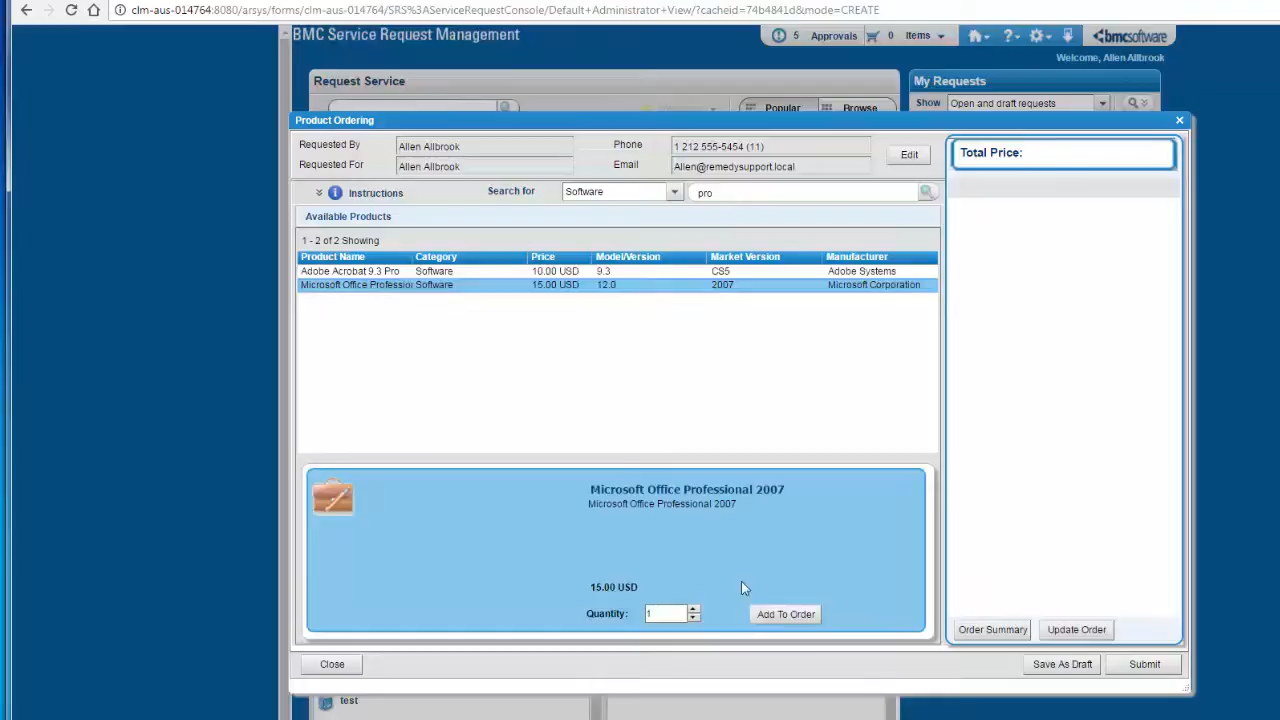 clm-aus-014764:8080/arsys/forms/clm-aus-014764/SRS%3AServiceRequestConsole/Default+Administrator+View/?cacheid=74b4841d&mode=CREATE
BMC Service Request Management
5 Approvals 0 Items
bmcsoftware
Welcome, Allen Allbrook
Request Service
My Requests
Popular Browse
Show Open and draft requests
Product Ordering
Requested By Allen Allbrook Phone 1 212 555-5454 (11)
Requested For Allen Allbrook Email Allen@remedysupport.local
Edit
Total Price:
Instructions Search for Software pro
Available Products
1 - 2 of 2 Showing
Product Name Category Price Model/Version Market Version Manufacturer
Adobe Acrobat 9.3 Pro Software 10.00 USD 9.3 CS5 Adobe Systems
Microsoft Office Professior Software 15.00 USD 12.0 2007 Microsoft Corporation
Microsoft Office Professional 2007
Microsoft Office Professional 2007
15.00 USD
Quantity: 1 Add To Order
Order Summary Update Order
Close Save As Draft Submit
test